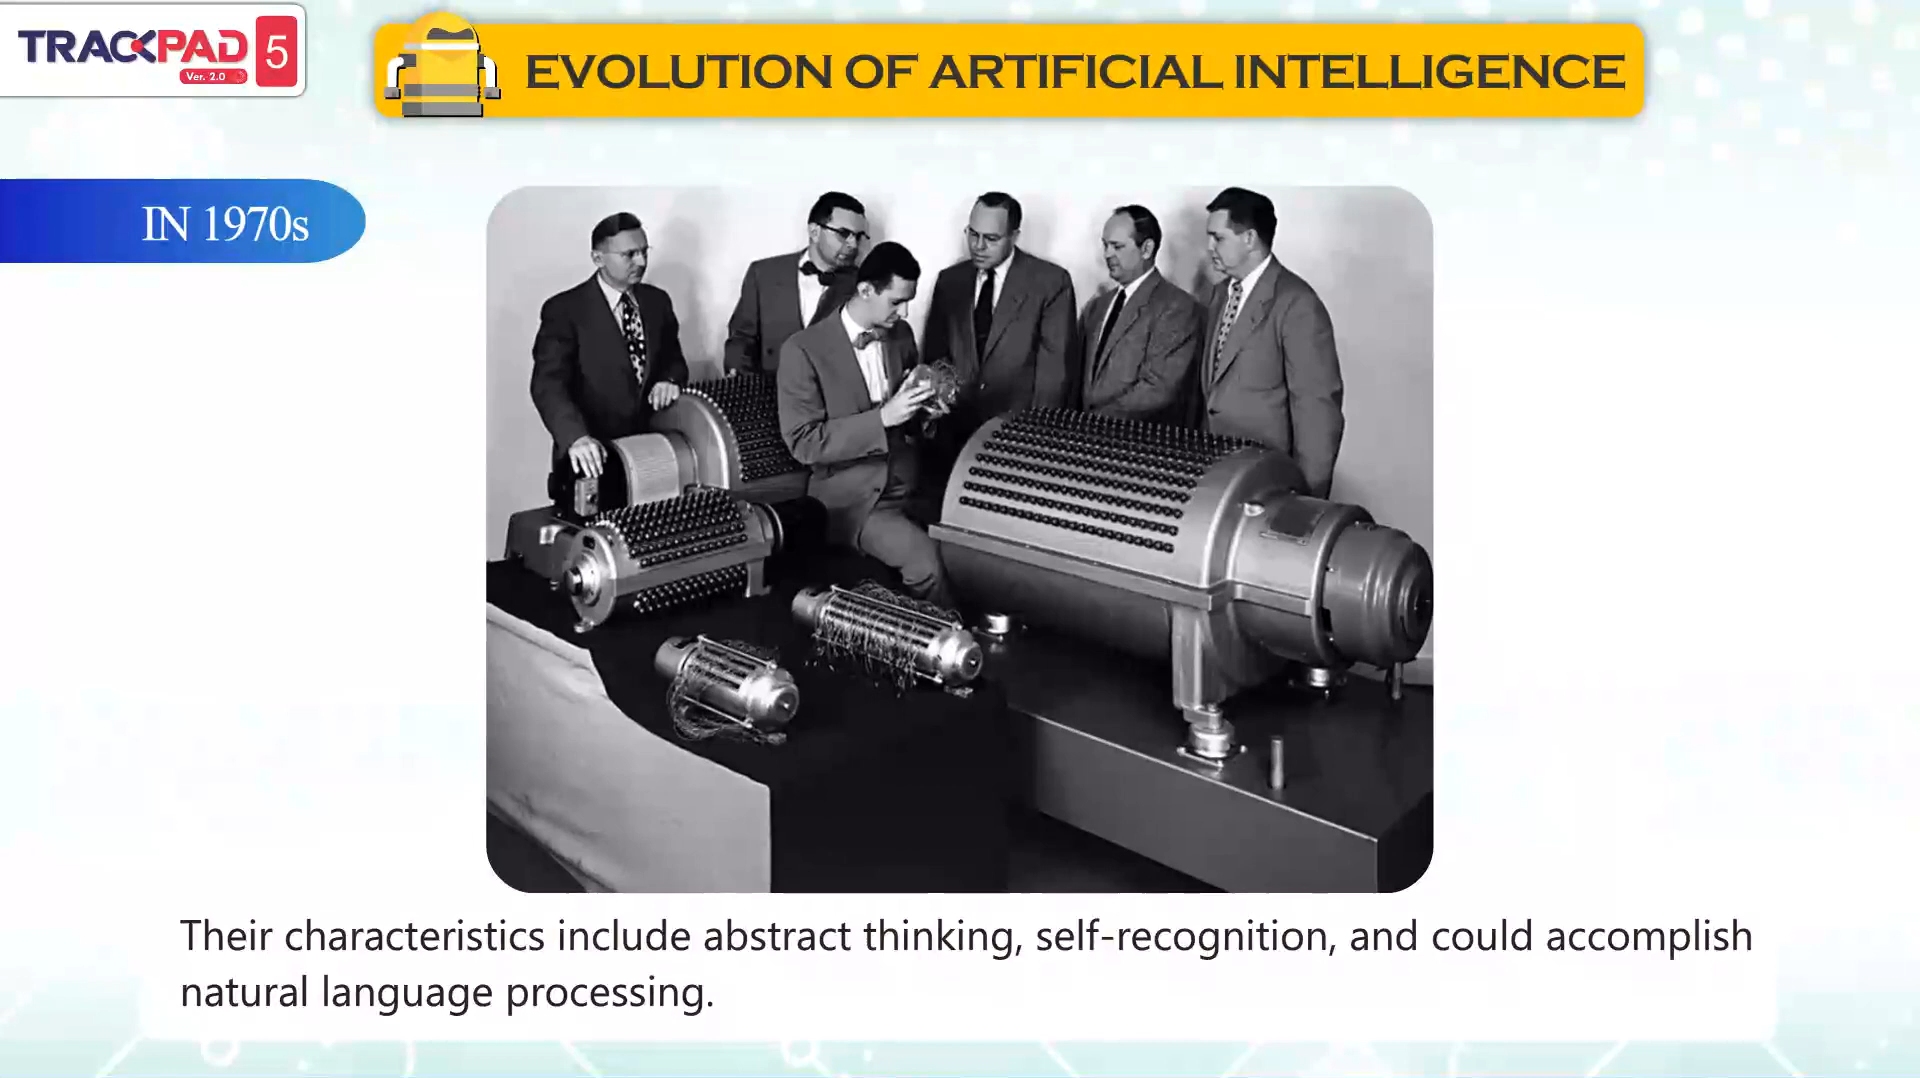 TRACKPAD 5
Ver. 2.0
EVOLUTION OF ARTIFICIAL INTELLIGENCE
IN 1970s
Their characteristics include abstract thinking, self-recognition, and could accomplish
natural language processing.